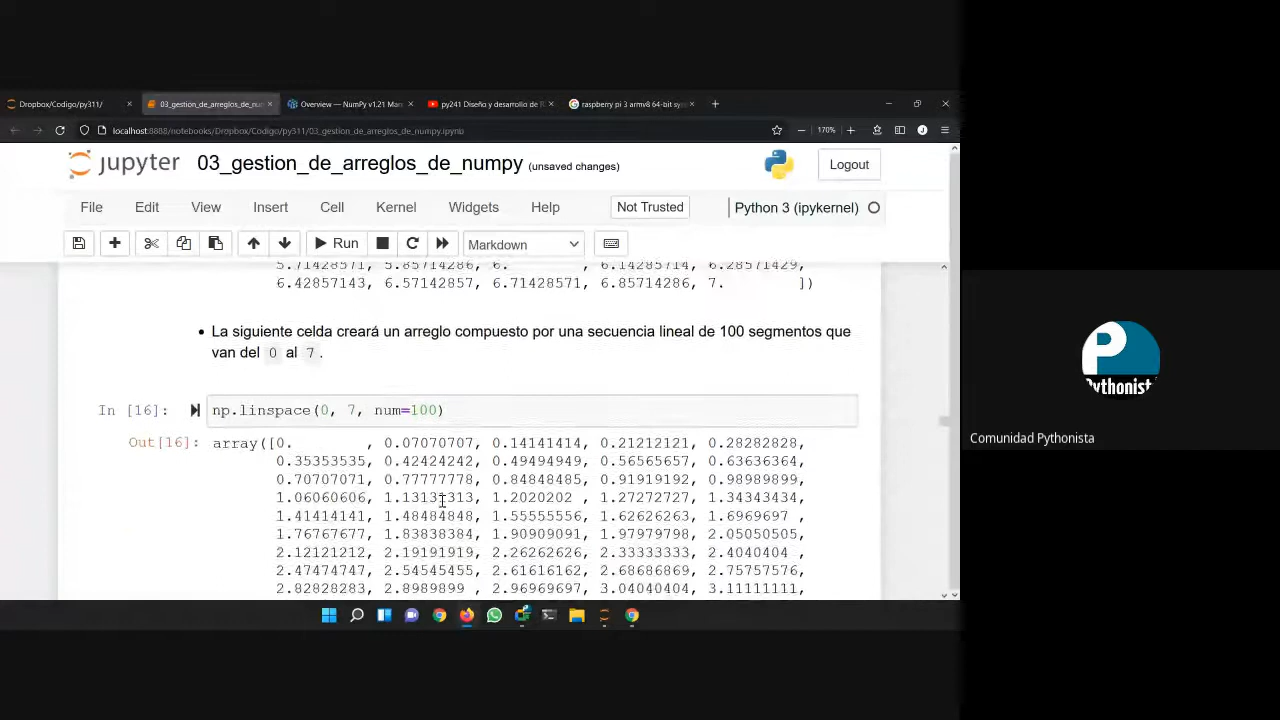 Dropbox/Codigo/py311/
03_gestion_de_arreglos_de_nu
Overview — NumPy v1.21 Man
py241 Diseño y desarrollo de
raspberry pi 3 armv8 64-bit sy
localhost:8888/notebooks/Dropbox/Codigo/py311/03_gestion_de_arreglos_de_numpy.ipynb
170%
jupyter 03_gestion_de_arreglos_de_numpy (unsaved changes)
Logout
File Edit View Insert Cell Kernel Widgets Help Not Trusted Python 3 (ipykernel)
Run Markdown
5.71428571, 5.85714286, 6. , 6.14285714, 6.28571429,
6.42857143, 6.57142857, 6.71428571, 6.85714286, 7. ])
• La siguiente celda creará un arreglo compuesto por una secuencia lineal de 100 segmentos que
van del 0 al 7 .
In [16]: np.linspace(0, 7, num=100)
Out[16]: array([0. , 0.07070707, 0.14141414, 0.21212121, 0.28282828,
0.35353535, 0.42424242, 0.49494949, 0.56565657, 0.63636364,
0.70707071, 0.77777778, 0.84848485, 0.91919192, 0.98989899,
1.06060606, 1.13131313, 1.2020202 , 1.27272727, 1.34343434,
1.41414141, 1.48484848, 1.55555556, 1.62626263, 1.6969697 ,
1.76767677, 1.83838384, 1.90909091, 1.97979798, 2.05050505,
2.12121212, 2.19191919, 2.26262626, 2.33333333, 2.4040404 ,
2.47474747, 2.54545455, 2.61616162, 2.68686869, 2.75757576,
2.82828283, 2.8989899 , 2.96969697, 3.04040404, 3.11111111,
Pythonist
Comunidad Pythonista